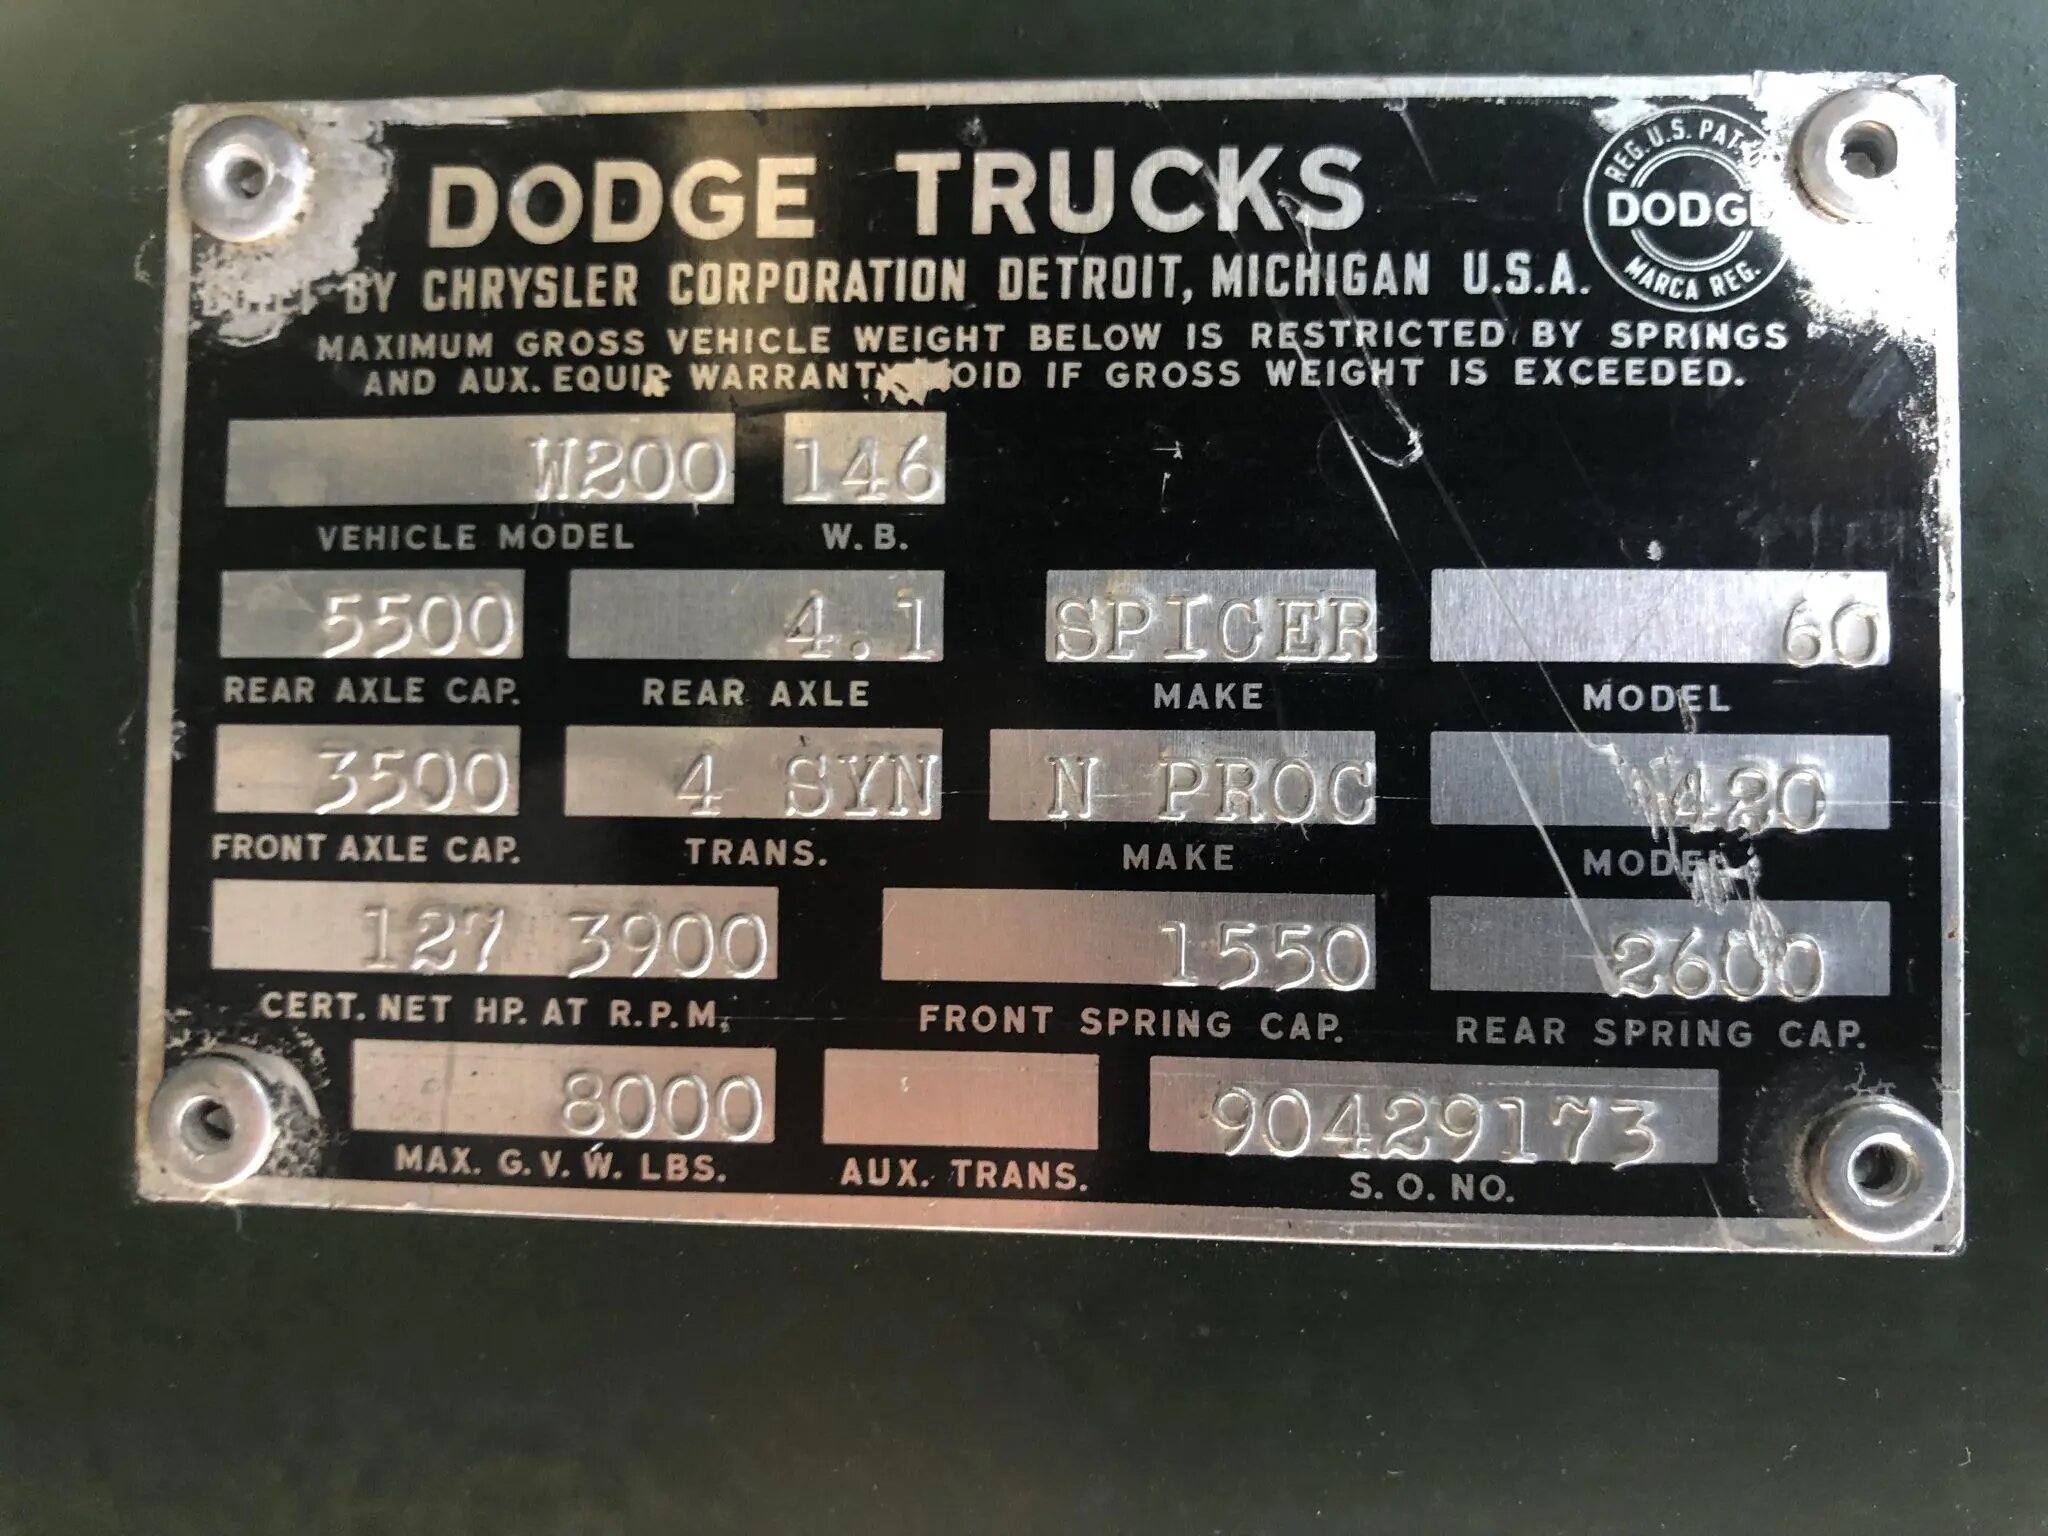 DODGE TRUCKS
REG. U.S. PAT.
DODGE
MARCA REG.
BY CHRYSLER CORPORATION DETROIT, MICHIGAN U.S.A.
MAXIMUM GROSS VEHICLE WEIGHT BELOW IS RESTRICTED BY SPRINGS
AND AUX. EQUIP. WARRANTY VOID IF GROSS WEIGHT IS EXCEEDED.
W200 146
VEHICLE MODEL W. B.
5500 4.1 SPICER 60
REAR AXLE CAP. REAR AXLE MAKE MODEL
3500 4 SYN N PROC 420
FRONT AXLE CAP. TRANS. MAKE MODEL
127 3900 1550 2600
CERT. NET HP. AT R.P.M. FRONT SPRING CAP. REAR SPRING CAP.
8000 90429173
MAX. G. V. W. LBS. AUX. TRANS. S. O. NO.